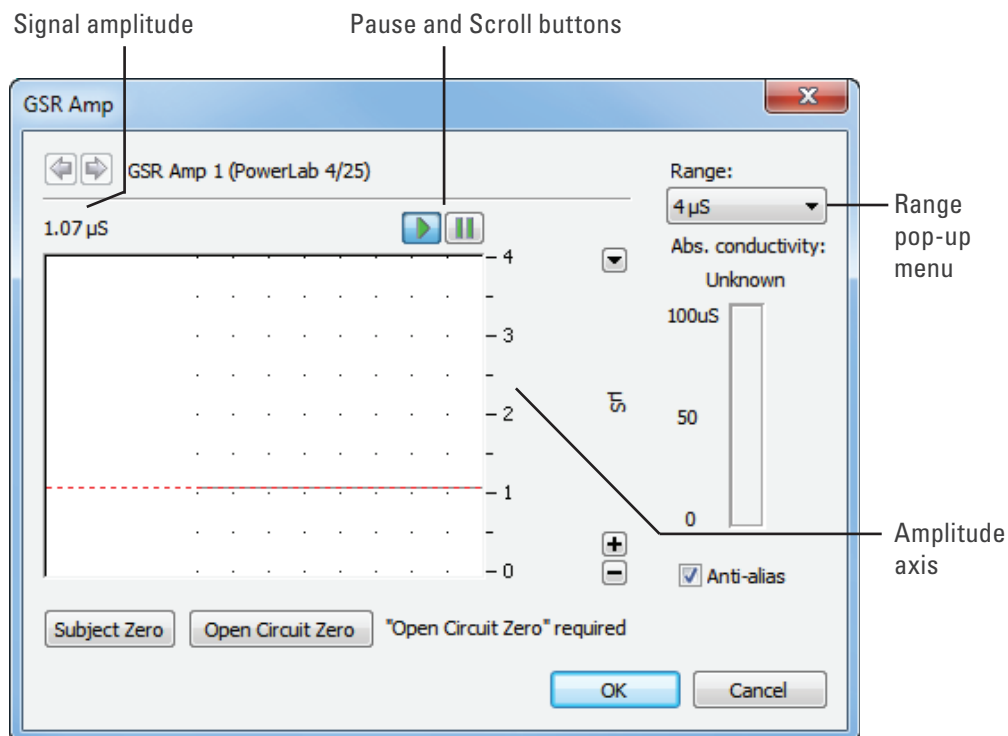 Signal amplitude
Pause and Scroll buttons
GSR Amp
GSR Amp 1 (PowerLab 4/25)
Range:
4 µS
Range
pop-up
menu
1.07 µS
Abs. conductivity:
Unknown
100uS
50
0
4
3
2
1
0
µS
Amplitude
axis
Anti-alias
Subject Zero
Open Circuit Zero
"Open Circuit Zero" required
OK
Cancel